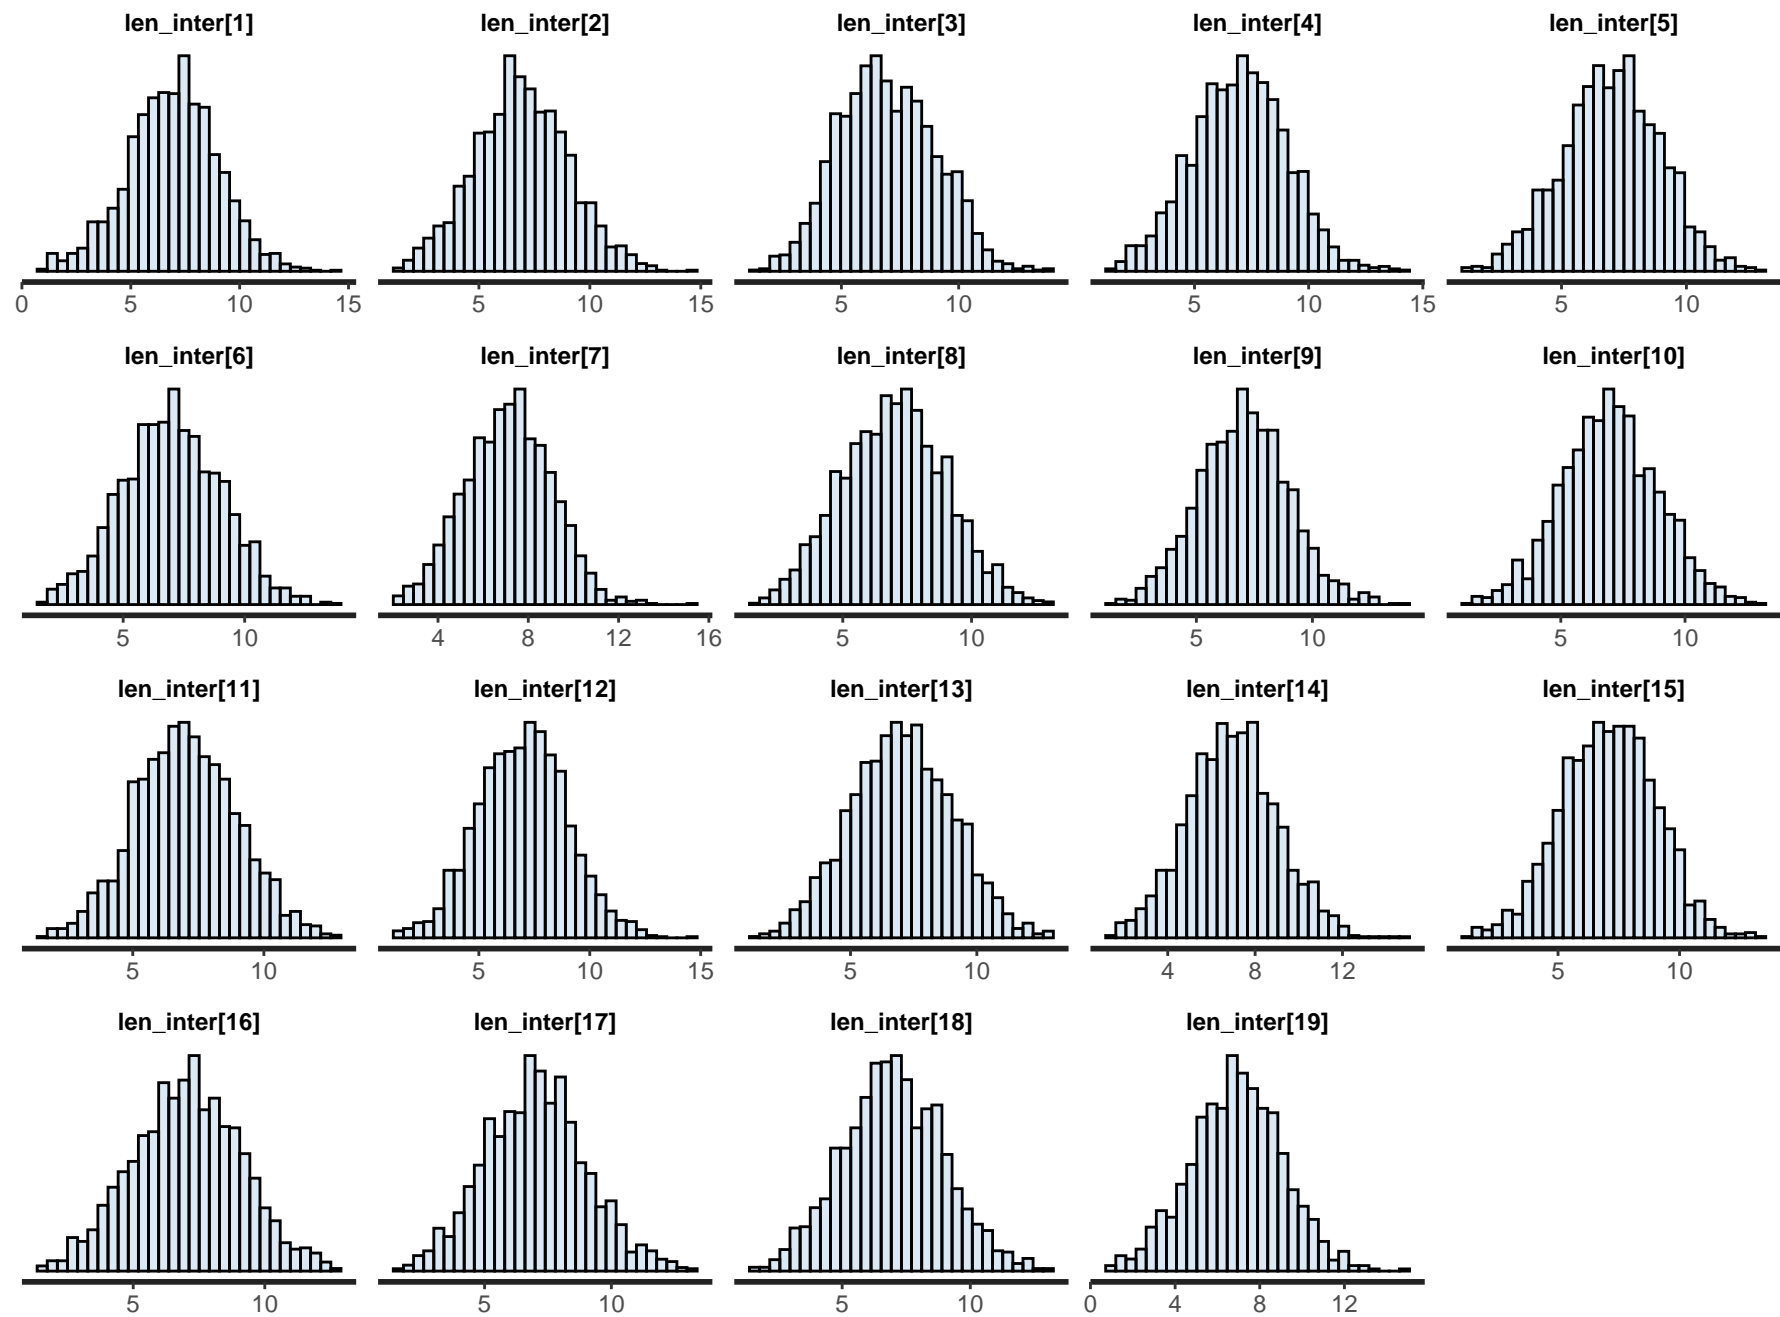 len_inter[1] len_inter[2] len_inter[3] len_inter[4] len_inter[5]
0 5 10 15 5 10 15 5 10 5 10 15 5 10
len_inter[6] len_inter[7] len_inter[8] len_inter[9] len_inter[10]
5 10 4 8 12 16 5 10 5 10 5 10
len_inter[11] len_inter[12] len_inter[13] len_inter[14] len_inter[15]
5 10 5 10 15 5 10 4 8 12 5 10
len_inter[16] len_inter[17] len_inter[18] len_inter[19]
5 10 5 10 5 10 0 4 8 12